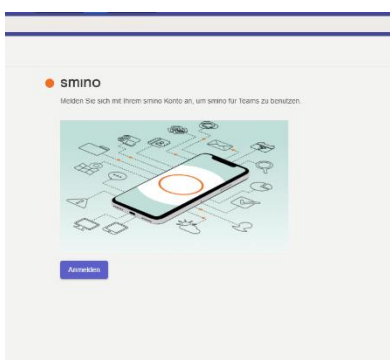 smino
Melden Sie sich mit Ihrem smino Konto an, um smino für Teams zu benutzen.
Anmelden